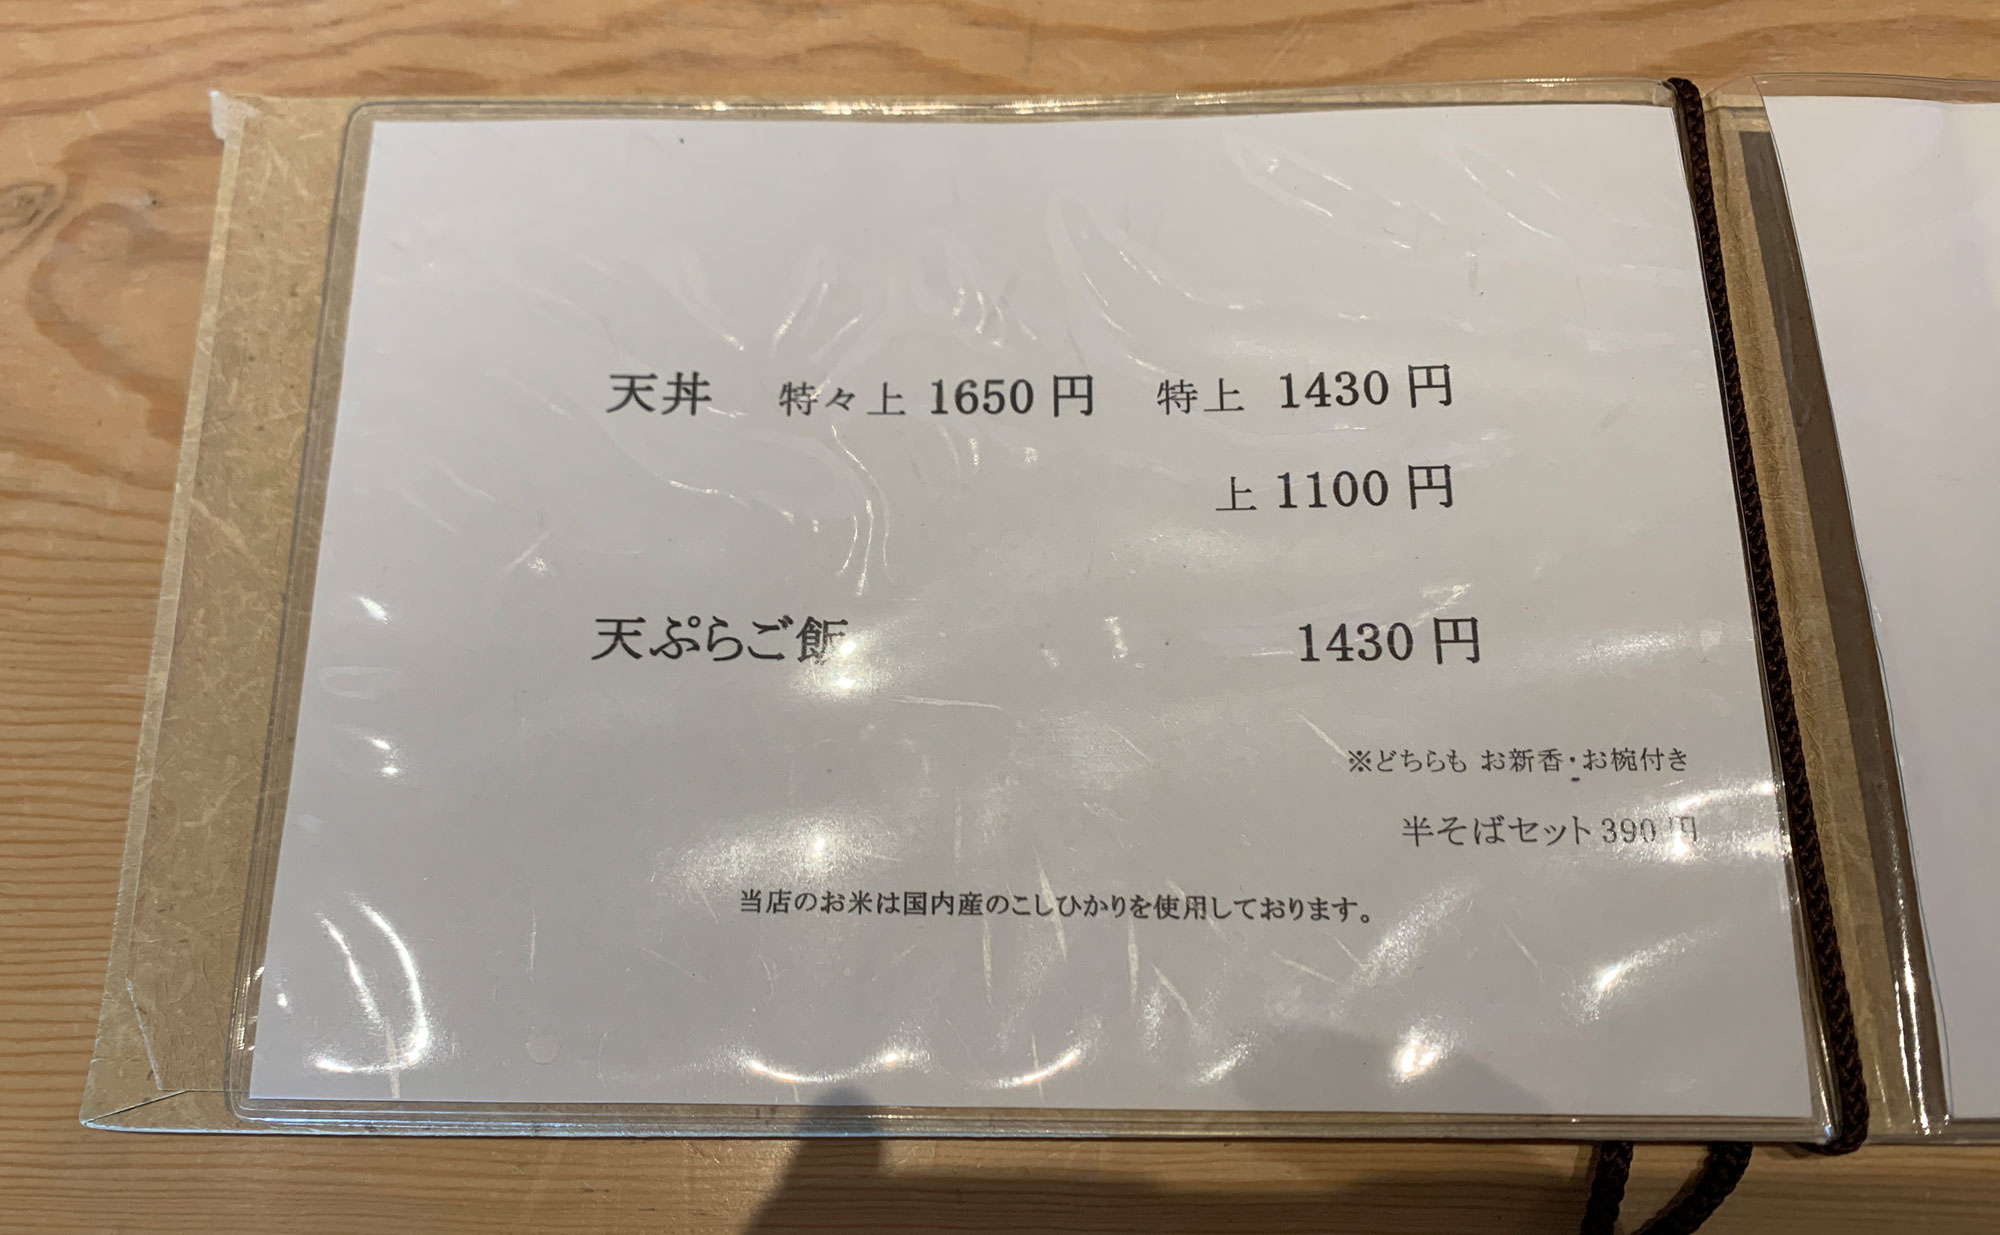 天丼 特々上 1650 円 特上 1430 円
上 1100 円
天ぷらご飯 1430 円
※どちらも お新香・お椀付き
半そばセット 390 円
当店のお米は国内産のこしひかりを使用しております。